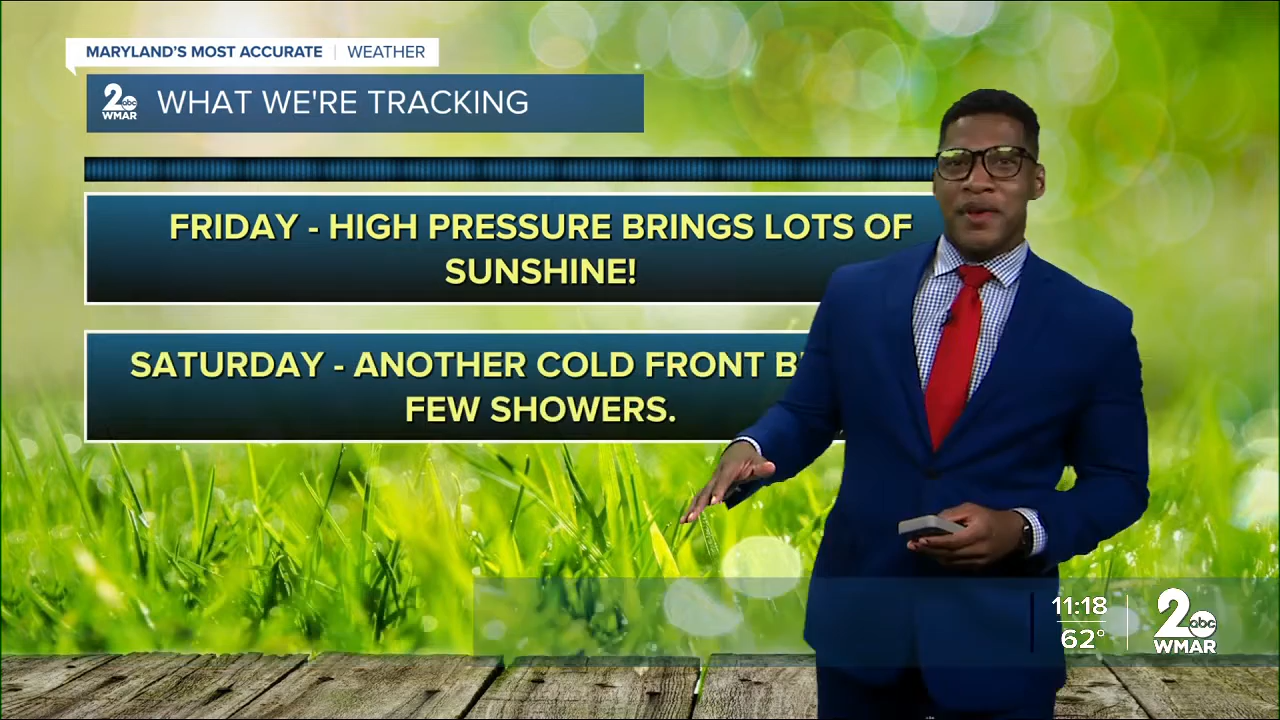 MARYLAND'S MOST ACCURATE | WEATHER
2 abc WMAR WHAT WE'RE TRACKING
FRIDAY - HIGH PRESSURE BRINGS LOTS OF
SUNSHINE!
SATURDAY - ANOTHER COLD FRONT
FEW SHOWERS.
11:18
62°
2 abc
WMAR